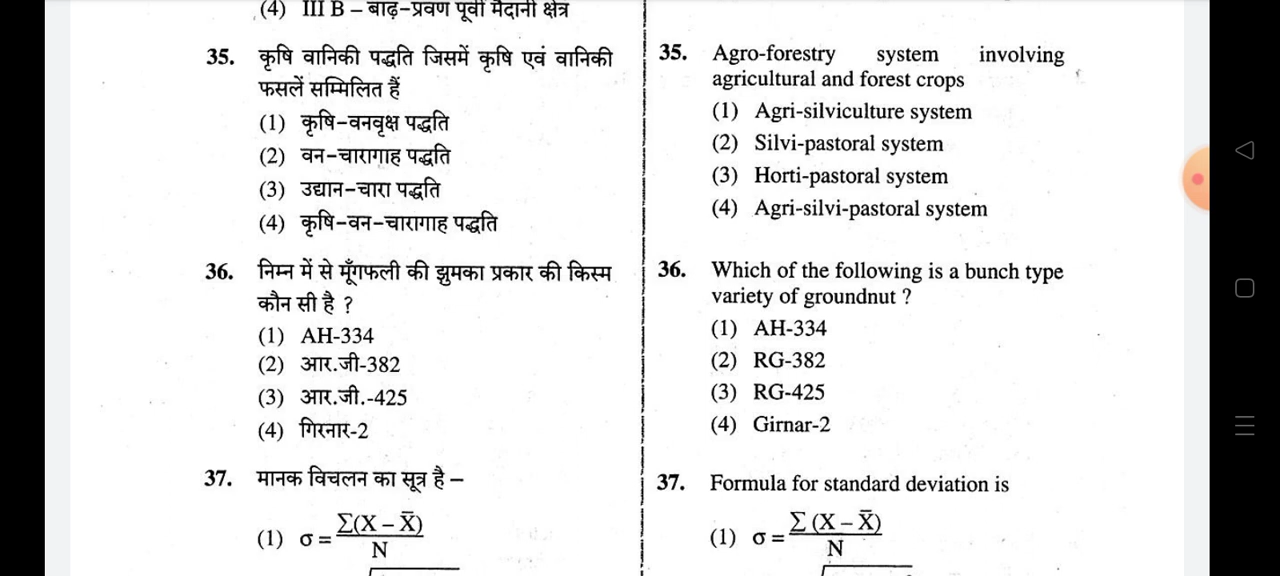 (4) III B – बाढ़-प्रवण पूर्वी मैदानी क्षेत्र
35. कृषि वानिकी पद्धति जिसमें कृषि एवं वानिकी
फसलें सम्मिलित हैं
(1) कृषि-वनवृक्ष पद्धति
(2) वन-चारागाह पद्धति
(3) उद्यान-चारा पद्धति
(4) कृषि-वन-चारागाह पद्धति
36. निम्न में से मूँगफली की झुमका प्रकार की किस्म
कौन सी है ?
(1) AH-334
(2) आर.जी-382
(3) आर.जी.-425
(4) गिरनार-2
37. मानक विचलन का सूत्र है –
(1) σ = Σ(X – X̄)
N
35. Agro-forestry system involving
agricultural and forest crops
(1) Agri-silviculture system
(2) Silvi-pastoral system
(3) Horti-pastoral system
(4) Agri-silvi-pastoral system
36. Which of the following is a bunch type
variety of groundnut ?
(1) AH-334
(2) RG-382
(3) RG-425
(4) Girnar-2
37. Formula for standard deviation is
(1) σ = Σ (X – X̄)
N